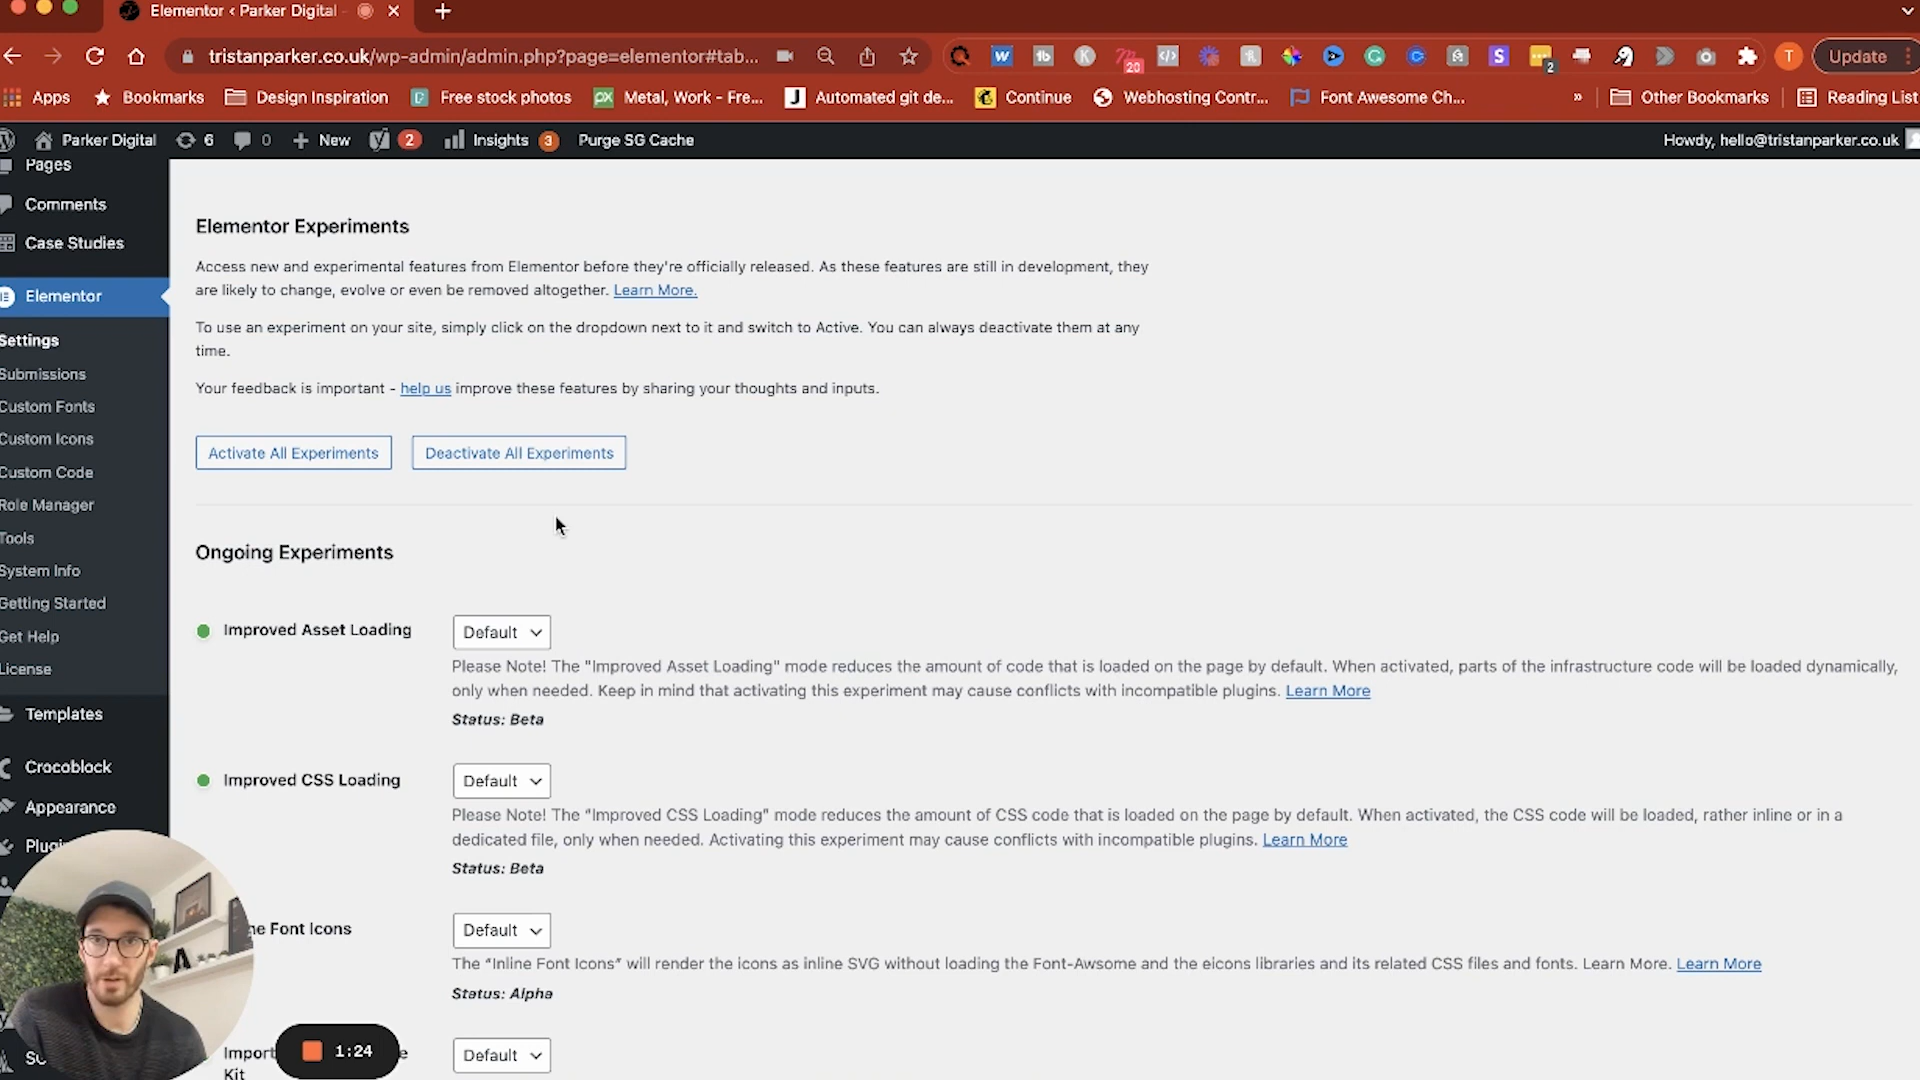 Elementor ‹ Parker Digital
tristanparker.co.uk/wp-admin/admin.php?page=elementor#tab...
20
2
T
Update
Apps
Bookmarks
Design Inspiration
Free stock photos
Metal, Work - Fre...
Automated git de...
Continue
Webhosting Contr...
Font Awesome Ch...
»
Other Bookmarks
Reading List
Parker Digital
6
0
New
2
Insights
3
Purge SG Cache
Howdy, hello@tristanparker.co.uk
Pages
Comments
Case Studies
Elementor
Settings
Submissions
Custom Fonts
Custom Icons
Custom Code
Role Manager
Tools
System Info
Getting Started
Get Help
License
Templates
Crocoblock
Appearance
Elementor Experiments
Access new and experimental features from Elementor before they're officially released. As these features are still in development, they
are likely to change, evolve or even be removed altogether. Learn More.
To use an experiment on your site, simply click on the dropdown next to it and switch to Active. You can always deactivate them at any
time.
Your feedback is important - help us improve these features by sharing your thoughts and inputs.
Activate All Experiments
Deactivate All Experiments
Ongoing Experiments
Improved Asset Loading
Default
Please Note! The "Improved Asset Loading" mode reduces the amount of code that is loaded on the page by default. When activated, parts of the infrastructure code will be loaded dynamically,
only when needed. Keep in mind that activating this experiment may cause conflicts with incompatible plugins. Learn More
Status: Beta
Improved CSS Loading
Default
Please Note! The “Improved CSS Loading” mode reduces the amount of CSS code that is loaded on the page by default. When activated, the CSS code will be loaded, rather inline or in a
dedicated file, only when needed. Activating this experiment may cause conflicts with incompatible plugins. Learn More
Status: Beta
Font Icons
Default
The “Inline Font Icons” will render the icons as inline SVG without loading the Font-Awsome and the eicons libraries and its related CSS files and fonts. Learn More. Learn More
Status: Alpha
Import
Kit
Default
1:24